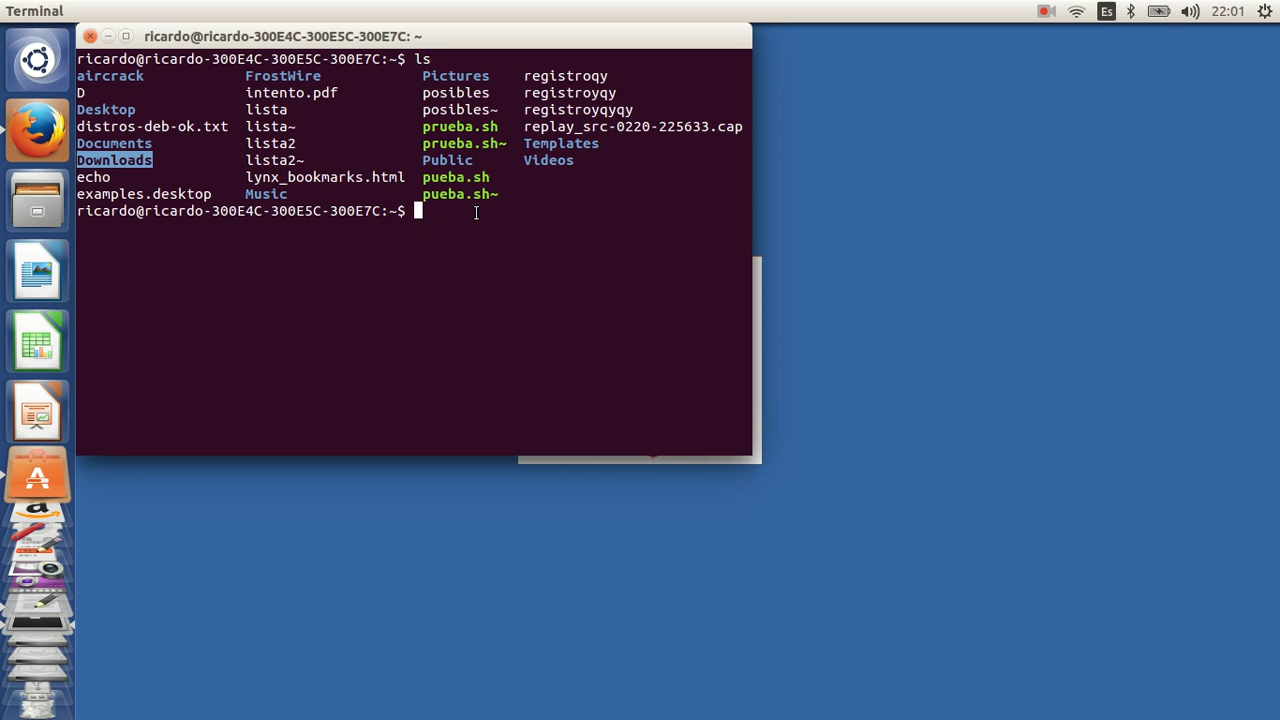 Terminal
Es
22:01
ricardo@ricardo-300E4C-300E5C-300E7C: ~
ricardo@ricardo-300E4C-300E5C-300E7C:~$ ls
aircrack FrostWire Pictures registroqy
D intento.pdf posibles registroyqy
Desktop lista posibles~ registroyqyqy
distros-deb-ok.txt lista~ prueba.sh replay_src-0220-225633.cap
Documents lista2 prueba.sh~ Templates
Downloads lista2~ Public Videos
echo lynx_bookmarks.html pueba.sh
examples.desktop Music pueba.sh~
ricardo@ricardo-300E4C-300E5C-300E7C:~$